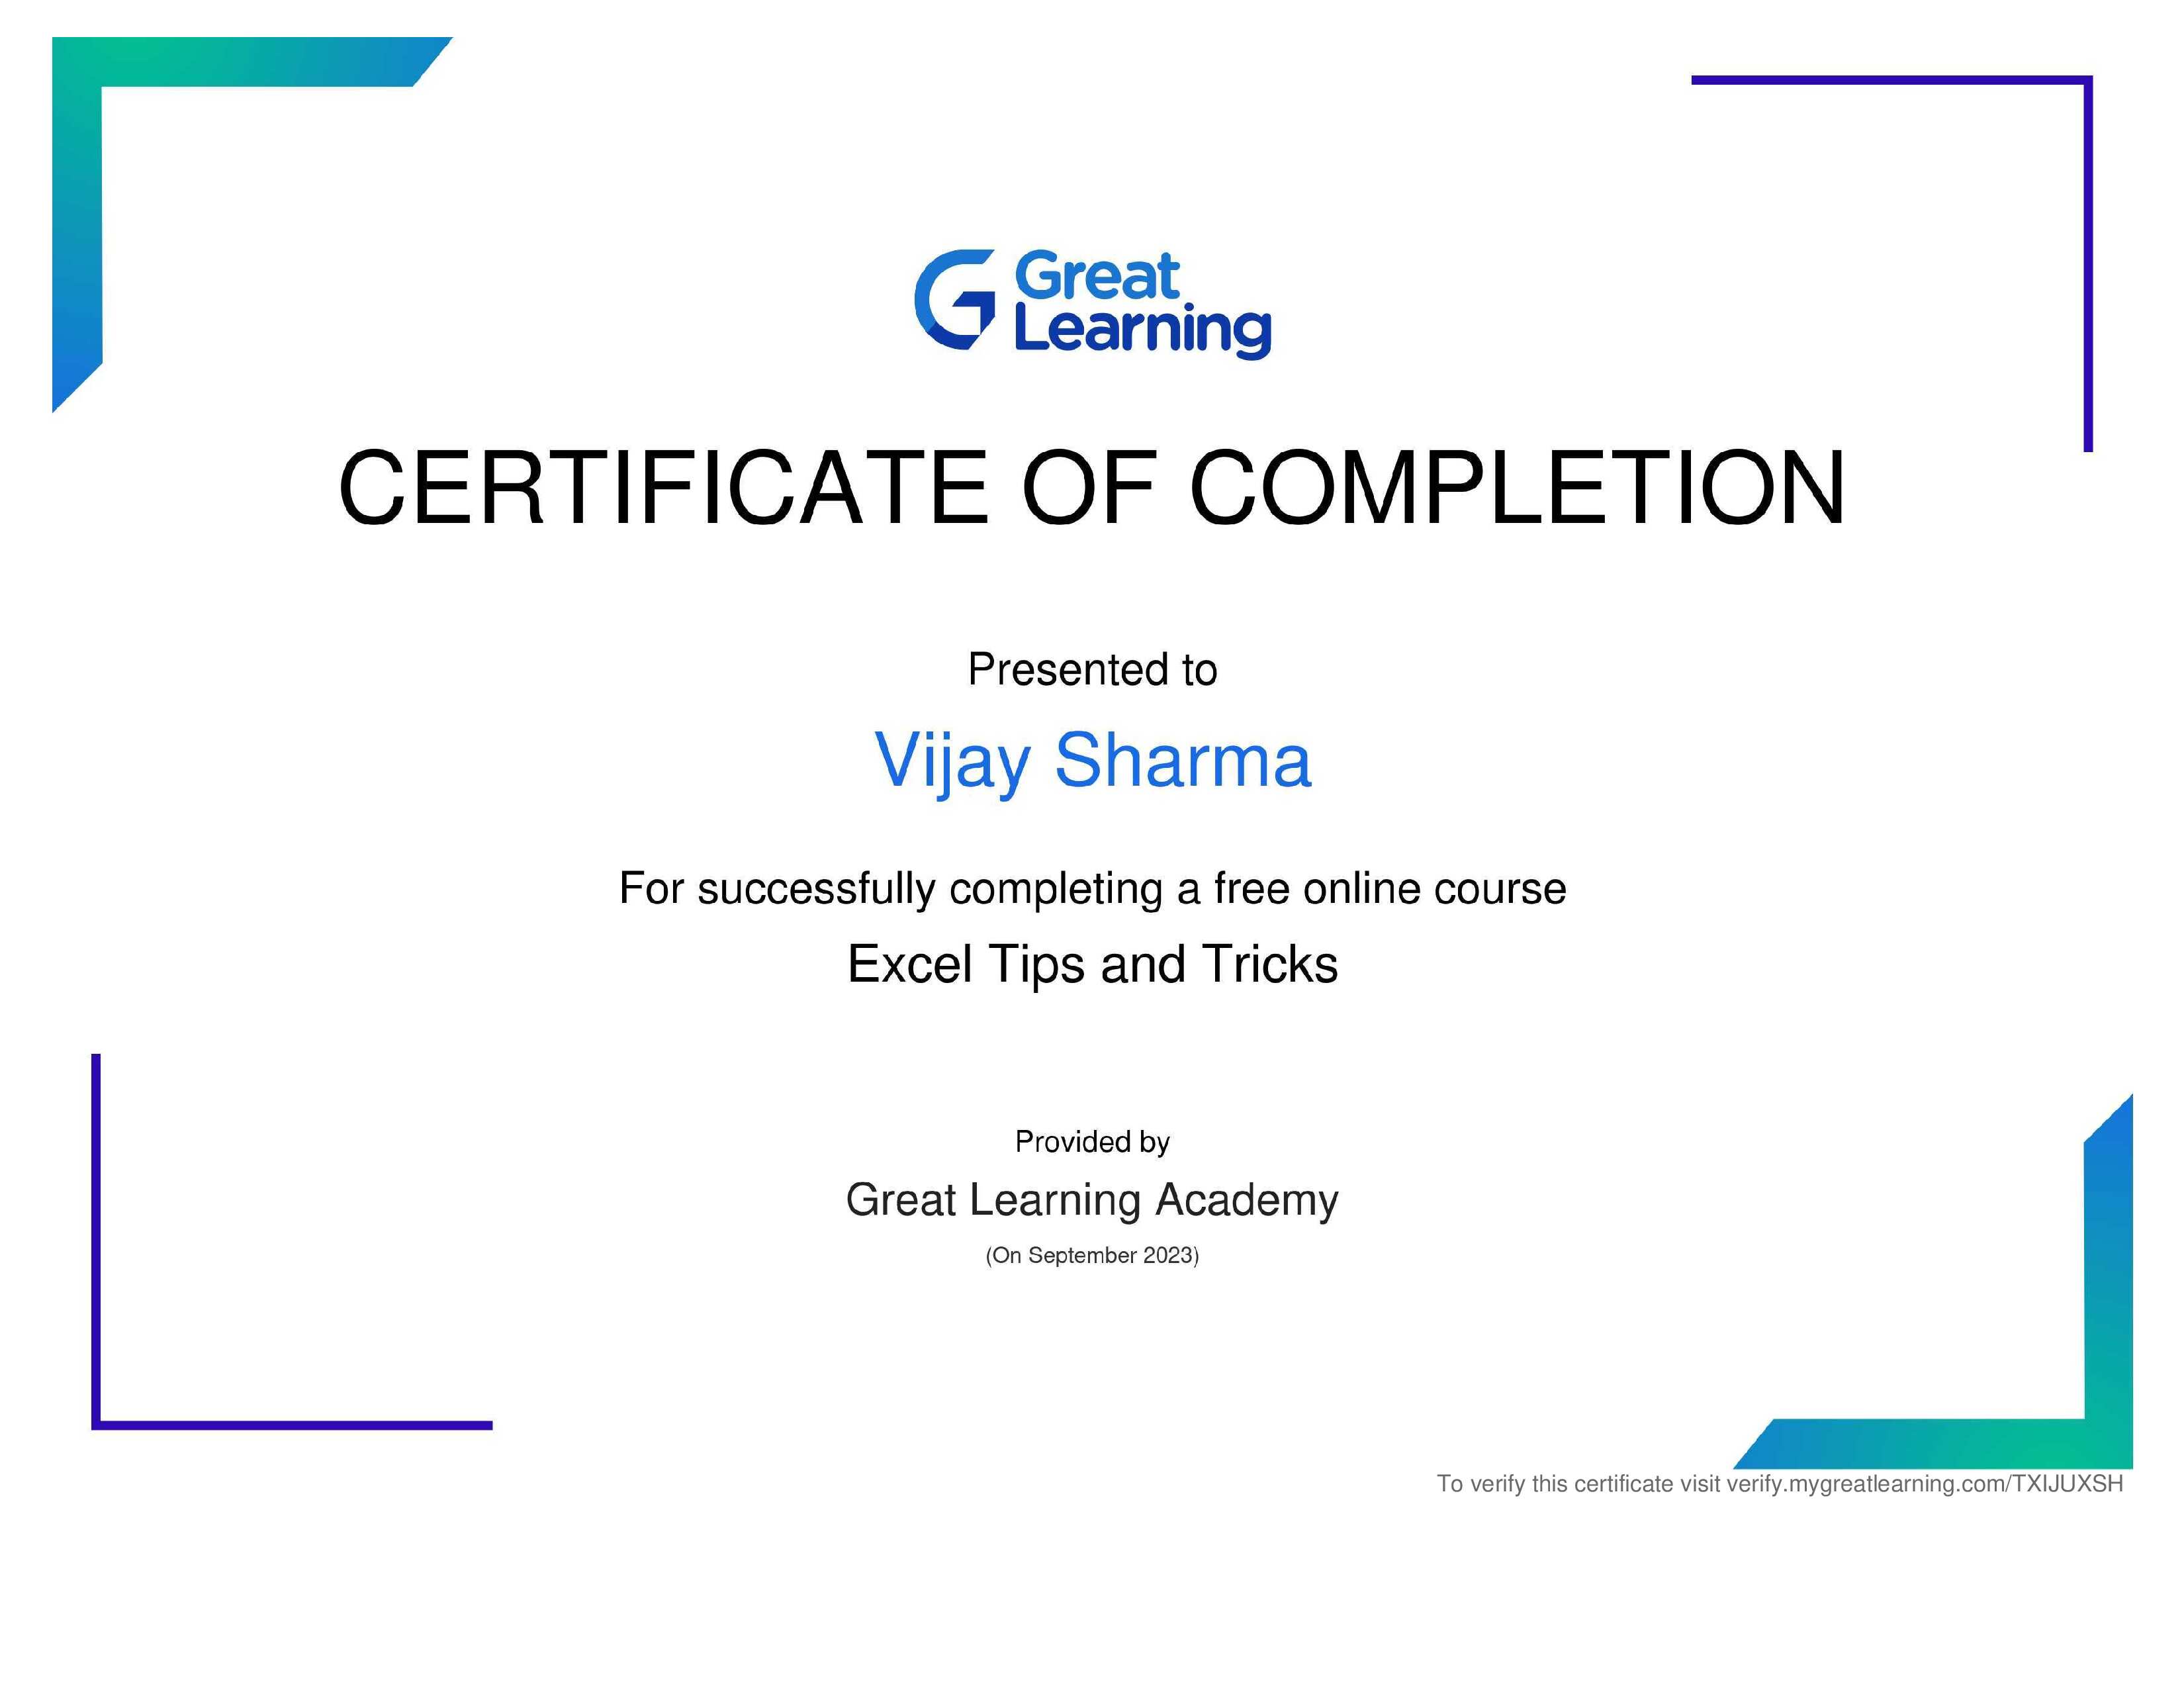 Great
Learning
CERTIFICATE OF COMPLETION
Presented to
Vijay Sharma
For successfully completing a free online course
Excel Tips and Tricks
Provided by
Great Learning Academy
(On September 2023)
To verify this certificate visit verify.mygreatlearning.com/TXIJUXSH